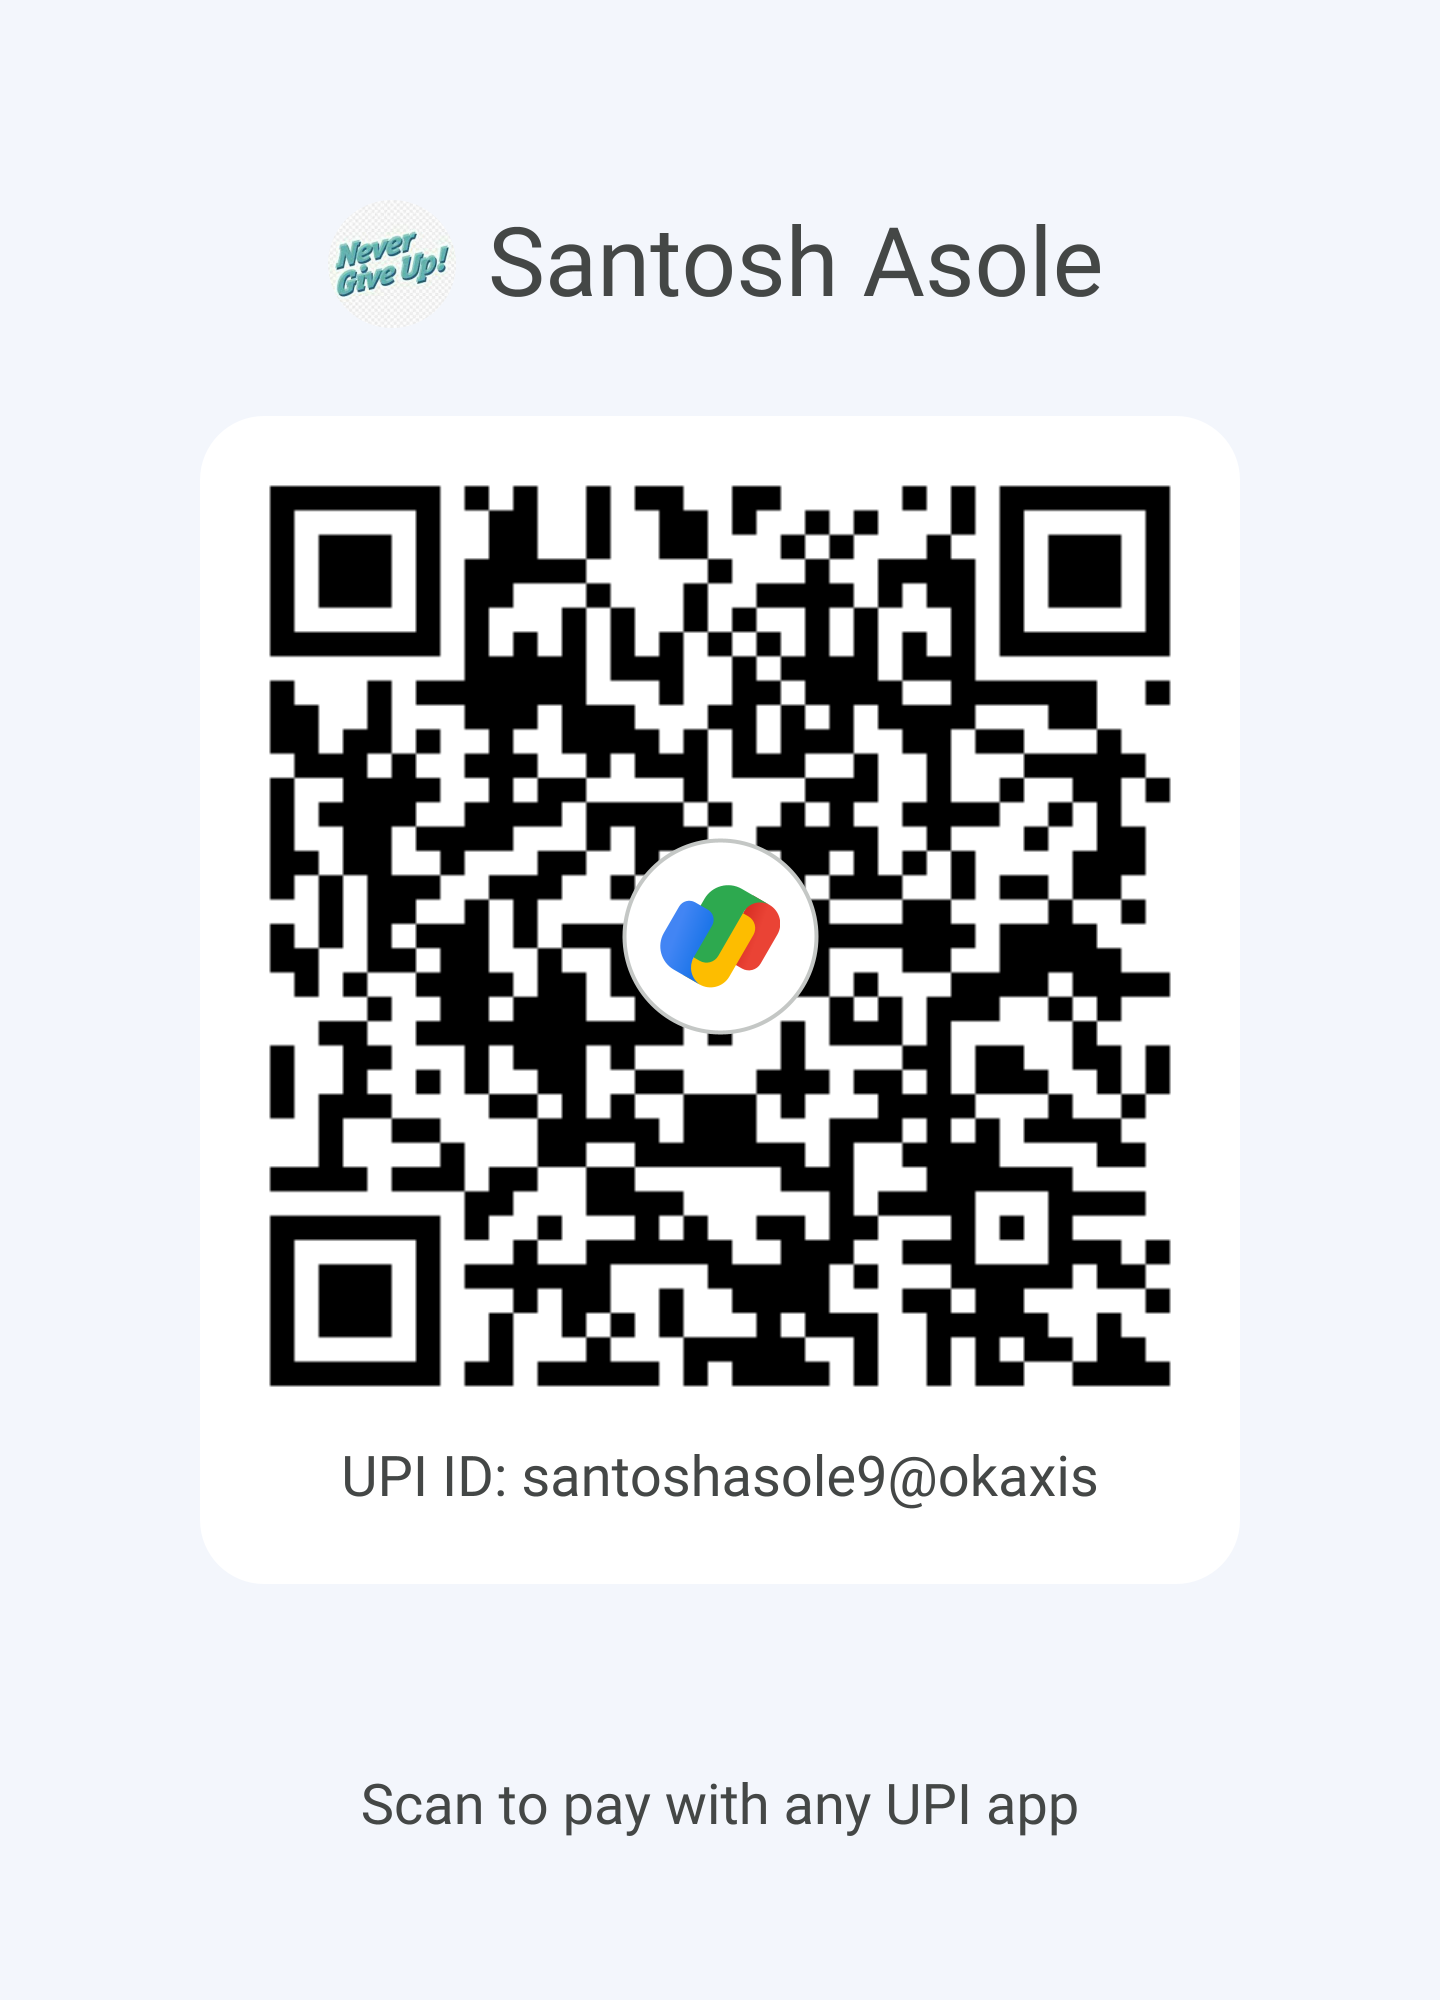 Never
Give Up!
Santosh Asole
UPI ID: santoshasole9@okaxis
Scan to pay with any UPI app